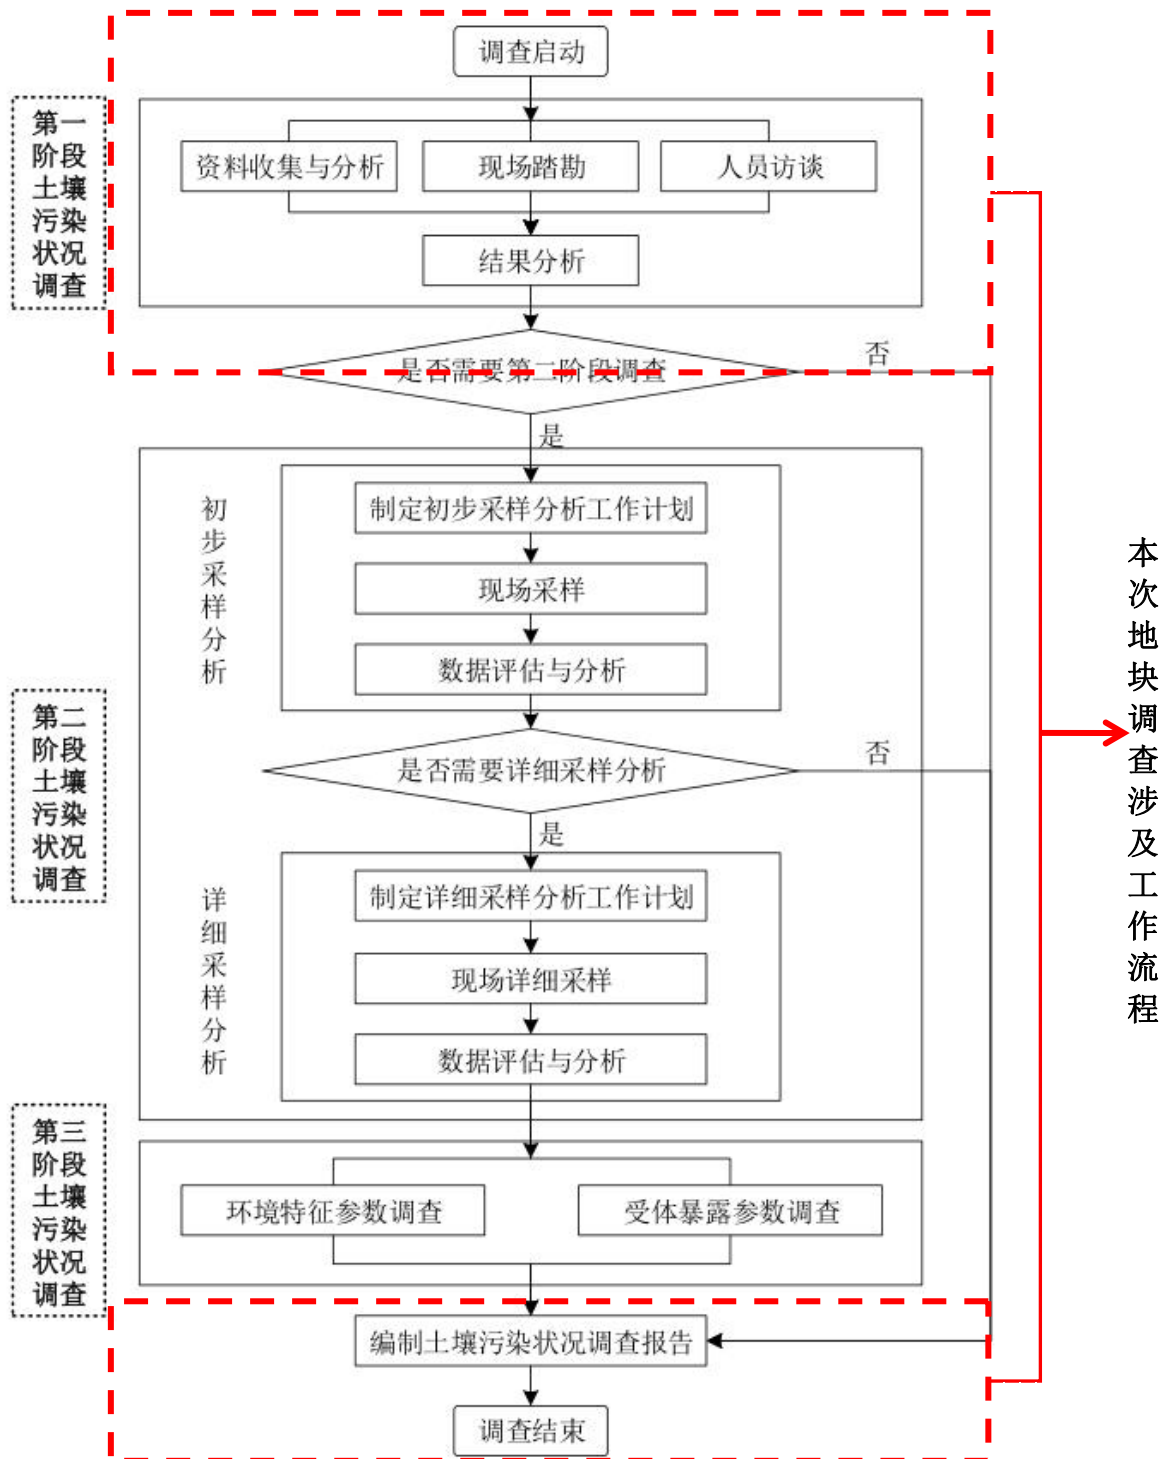 调查启动
第一
阶段
土壤
污染
状况
调查
资料收集与分析
现场踏勘
人员访谈
结果分析
是否需要第二阶段调查
否
是
初步采样分析
制定初步采样分析工作计划
现场采样
数据评估与分析
第二
阶段
土壤
污染
状况
调查
是否需要详细采样分析
否
是
详细采样分析
制定详细采样分析工作计划
现场详细采样
数据评估与分析
第三
阶段
土壤
污染
状况
调查
环境特征参数调查
受体暴露参数调查
编制土壤污染状况调查报告
调查结束
本次地块调查涉及工作流程